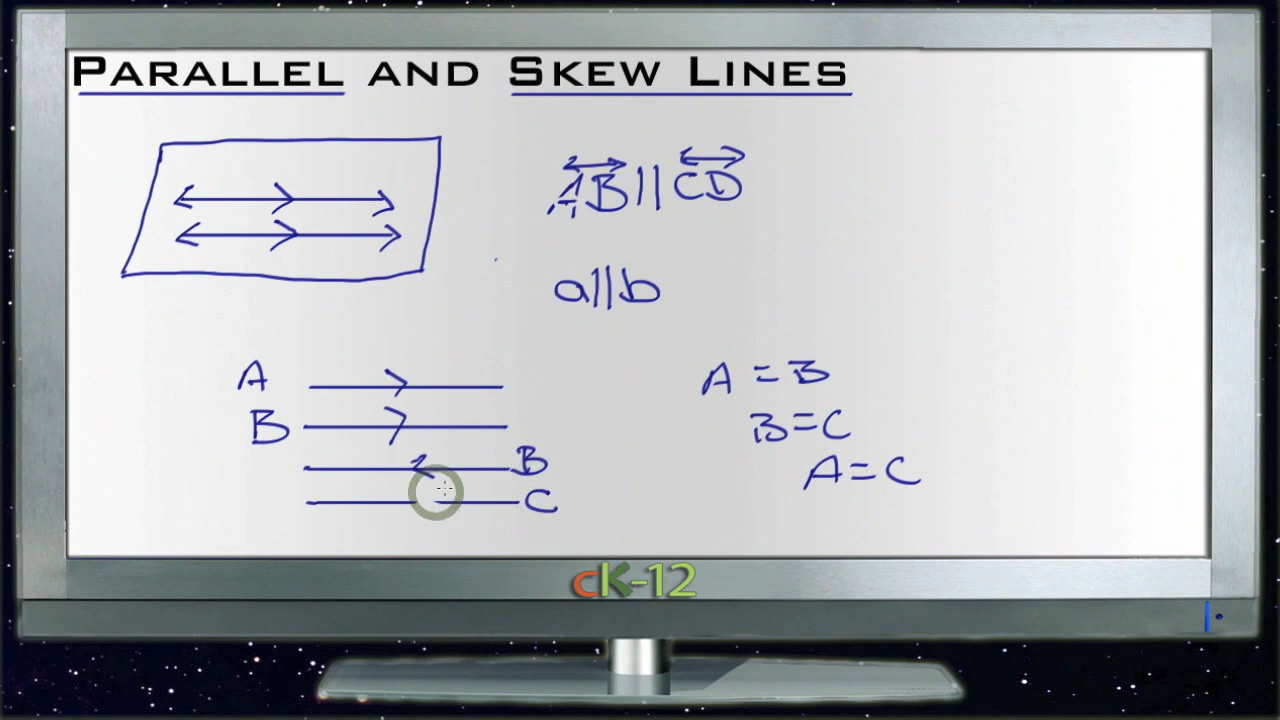 PARALLEL AND SKEW LINES
AB || CD
a||b
A
B
B
C
A = B
B = C
A = C
cK-12